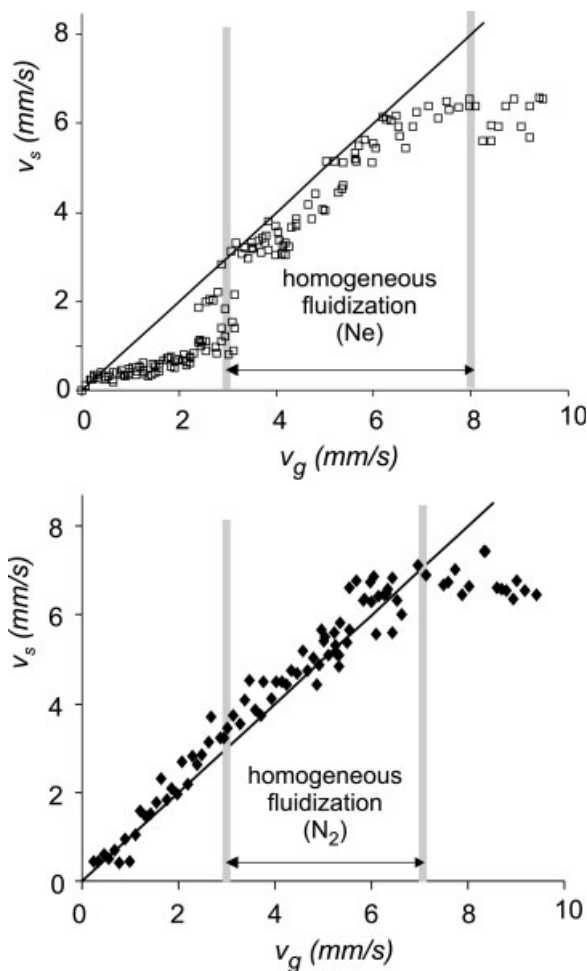 8
6
4
2
0
v_s (mm/s)
homogeneous
fluidization
(Ne)
0
2
4
6
8
10
v_g (mm/s)
8
6
4
2
0
v_s (mm/s)
homogeneous
fluidization
(N₂)
0
2
4
6
8
10
v_g (mm/s)